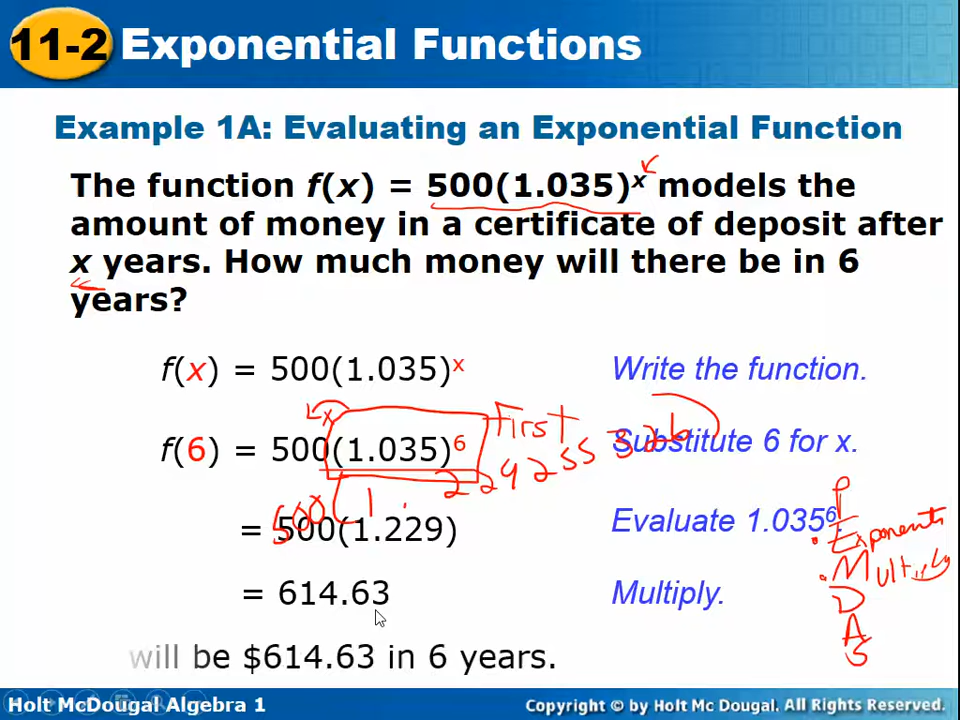 11-2 Exponential Functions
Example 1A: Evaluating an Exponential Function
The function f(x) = 500(1.035)ˣ models the
amount of money in a certificate of deposit after
x years. How much money will there be in 6
years?
f(x) = 500(1.035)ˣ Write the function.
x First
f(6) = 500(1.035)⁶ Substitute 6 for x.
500(1.229255326
= 500(1.229) Evaluate 1.035⁶.
= 614.63 Multiply.
P
Exponents
Multiply
D
A
S
will be $614.63 in 6 years.
Holt McDougal Algebra 1 Copyright © by Holt Mc Dougal. All Rights Reserved.